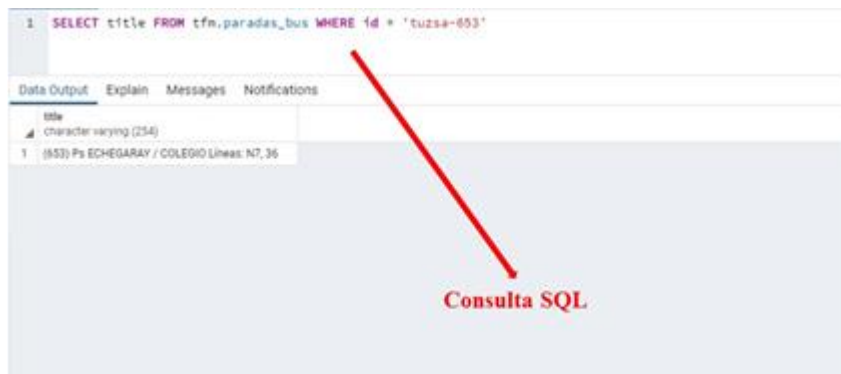 1 SELECT title FROM tfm.paradas_bus WHERE id = 'tuzsa-653'
Data Output Explain Messages Notifications
title
character varying (254)
1 (653) Ps ECHEGARAY / COLEGIO Líneas: N7, 36
Consulta SQL